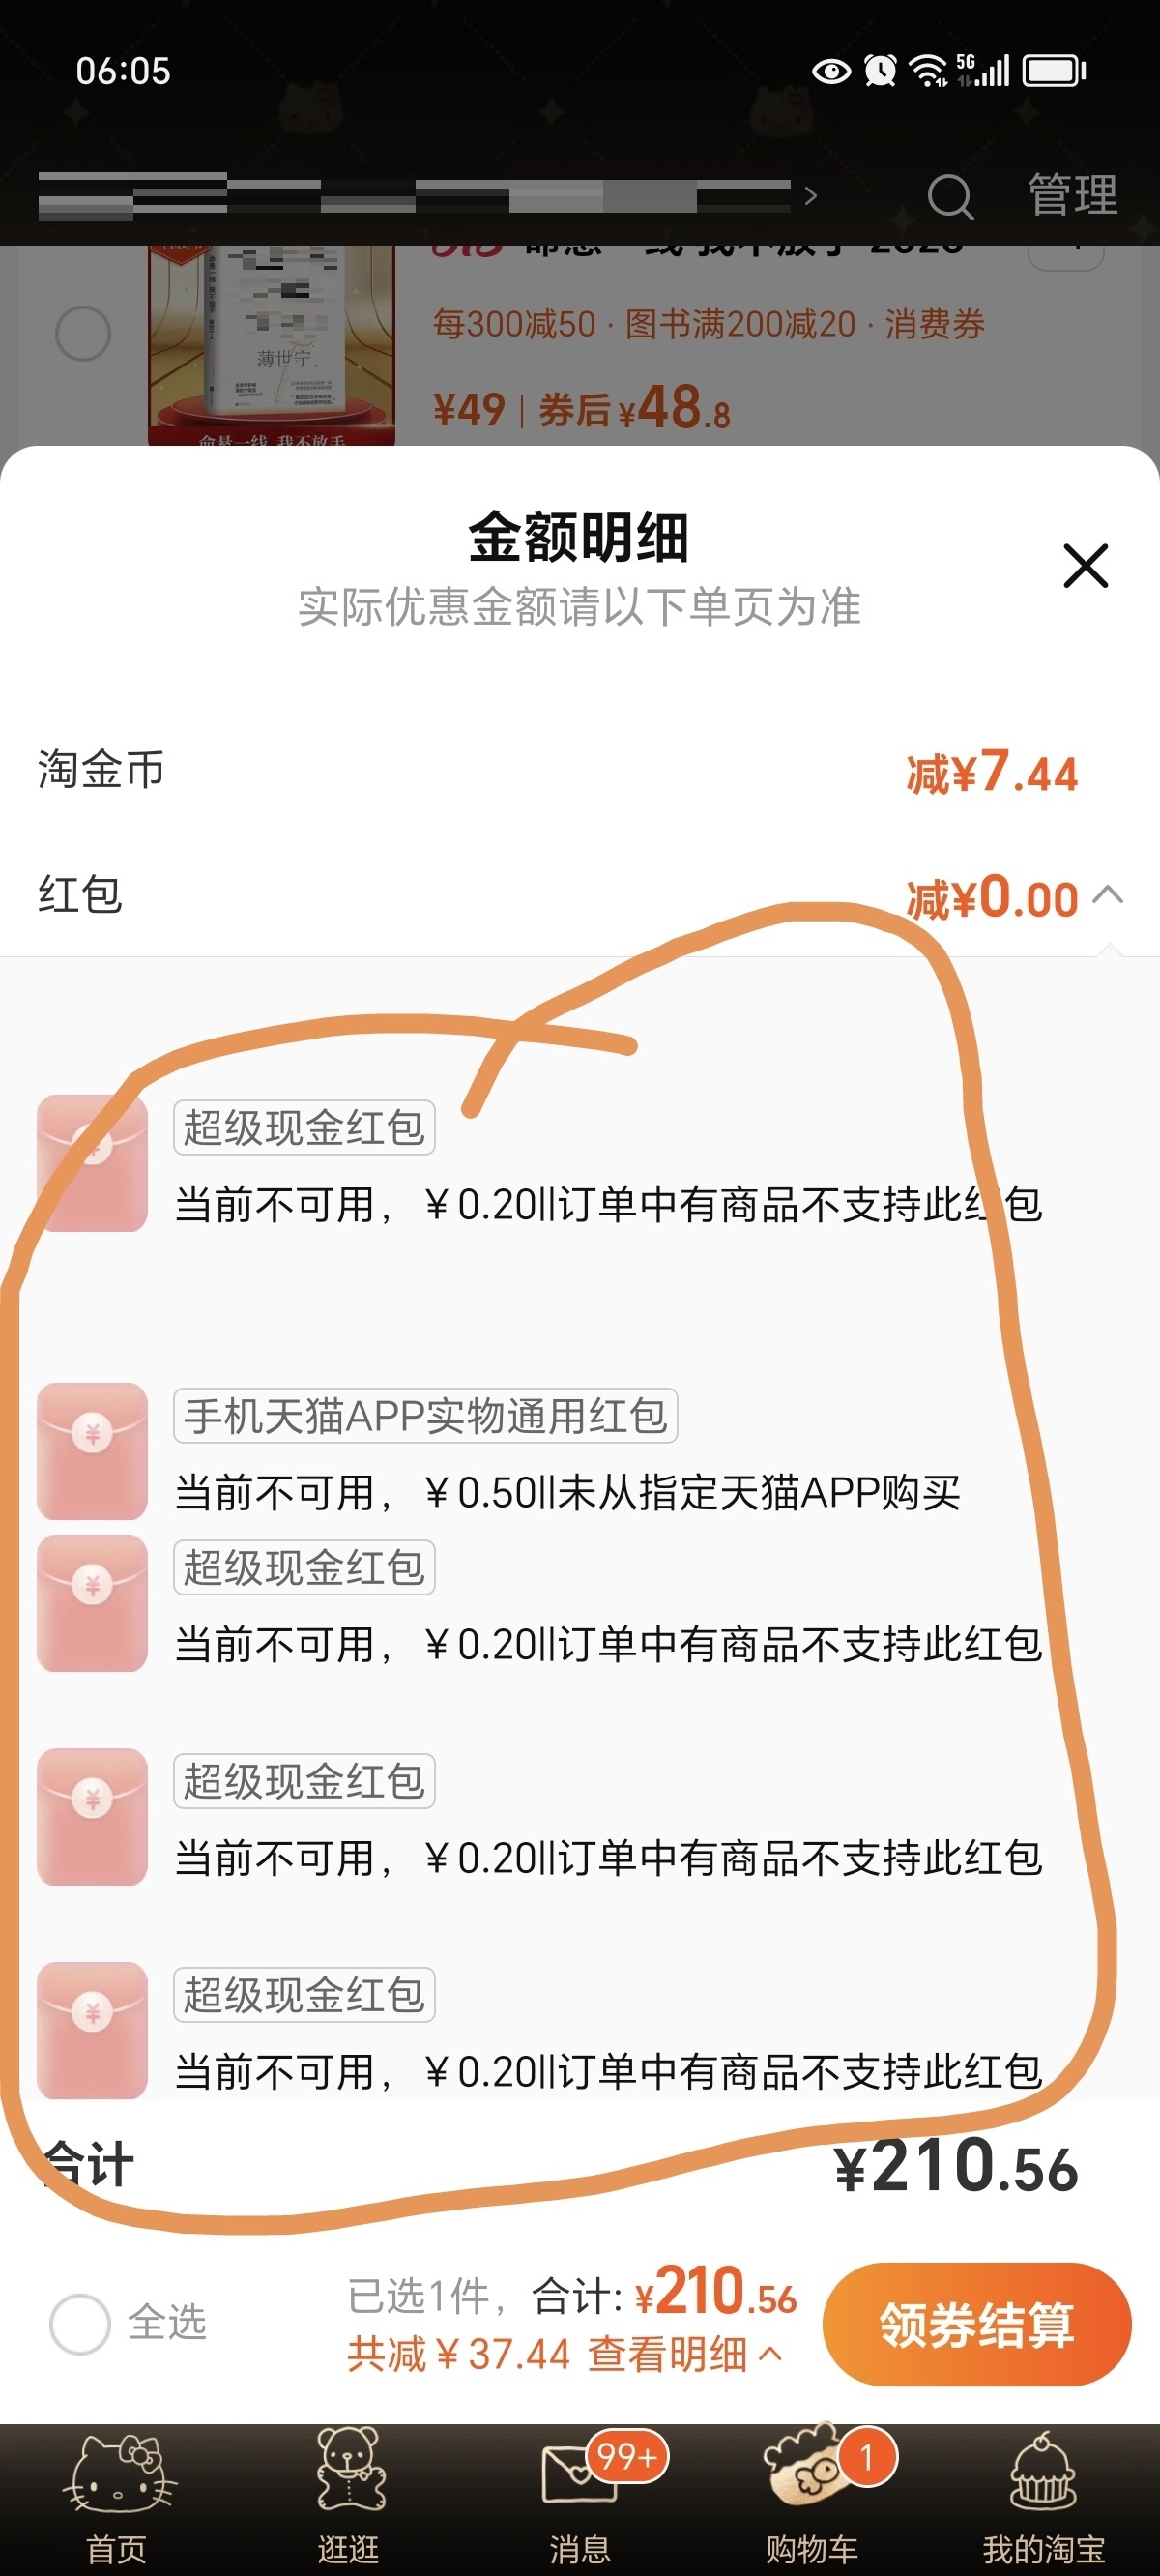 06:05
5G
管理
每300减50 · 图书满200减20 · 消费券
薄世宁
¥49 | 券后 ¥48.8
命悬一线 我不放手
金额明细
实际优惠金额请以下单页为准
淘金币 减¥7.44
红包 减¥0.00
超级现金红包
当前不可用，￥0.20||订单中有商品不支持此红包
手机天猫APP实物通用红包
当前不可用，￥0.50||未从指定天猫APP购买
超级现金红包
当前不可用，￥0.20||订单中有商品不支持此红包
超级现金红包
当前不可用，￥0.20||订单中有商品不支持此红包
超级现金红包
当前不可用，￥0.20||订单中有商品不支持此红包
合计 ¥210.56
全选 已选1件，合计: ¥210.56
共减￥37.44 查看明细
领券结算
99+
1
首页 逛逛 消息 购物车 我的淘宝